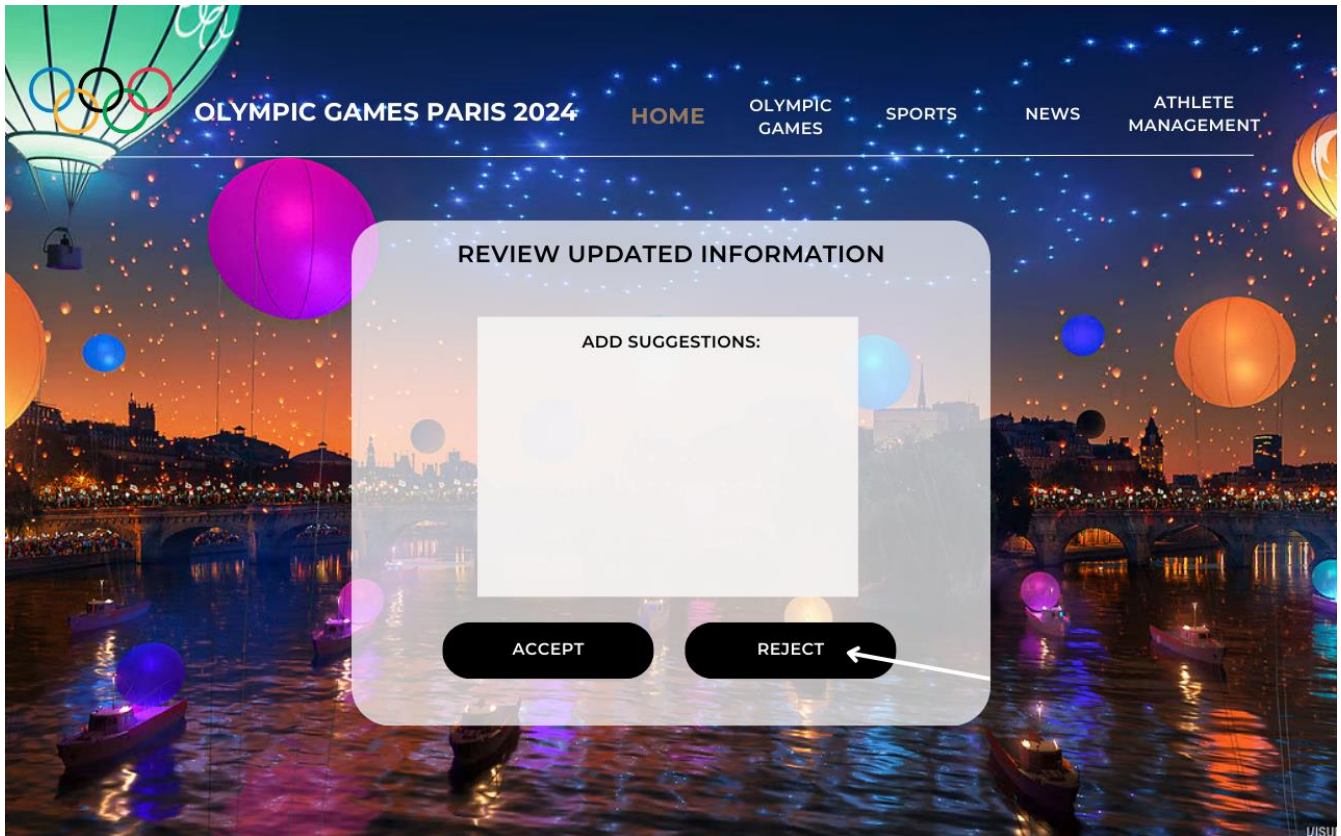 OLYMPIC GAMES PARIS 2024
HOME
OLYMPIC
GAMES
SPORTS
NEWS
ATHLETE
MANAGEMENT
REVIEW UPDATED INFORMATION
ADD SUGGESTIONS:
ACCEPT
REJECT